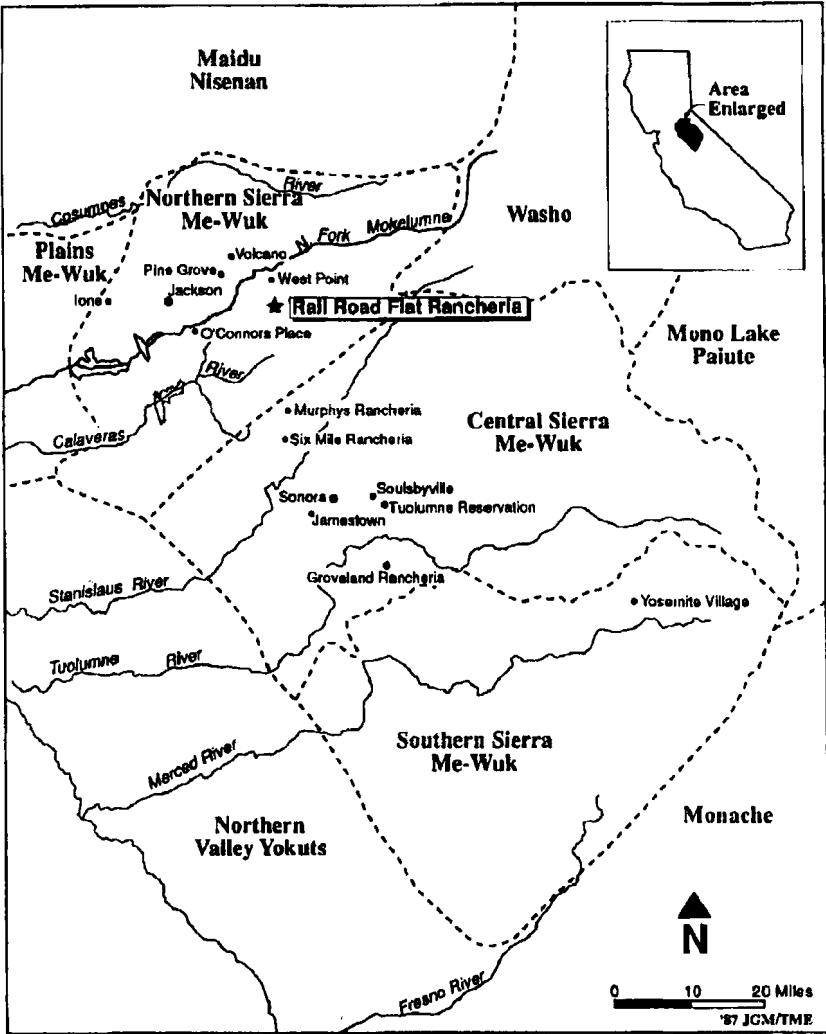 Maidu
Nisenan
Area
Enlarged
Cosumnes River
Northern Sierra
Me-Wuk
N. Fork Mokelumne
Washo
Plains
Me-Wuk
Volcano
Pine Grove
West Point
Ione
Jackson
Rail Road Flat Rancheria
O'Connors Place
Mono Lake
Paiute
River
Calaveras
Murphys Rancheria
Central Sierra
Me-Wuk
Six Mile Rancheria
Soulsbyville
Sonora
Tuolumne Reservation
Jamestown
Groveland Rancheria
Stanislaus River
Yosemite Village
Tuolumne River
Southern Sierra
Me-Wuk
Merced River
Monache
Northern
Valley Yokuts
N
Fresno River
0 10 20 Miles
'87 JGM/TME